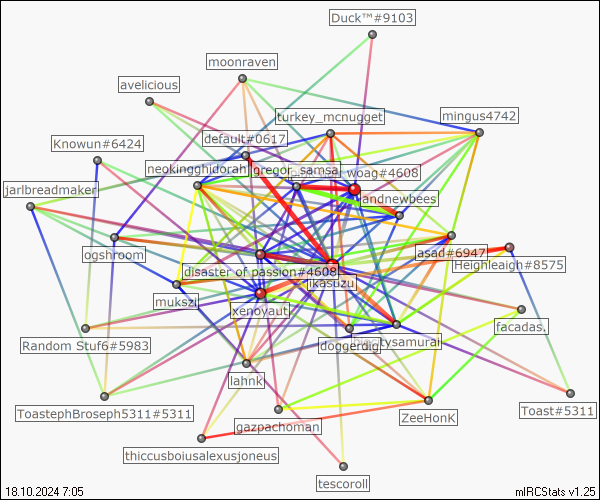 Duck™#9103
moonraven
avelicious
turkey_mcnugget
mingus4742
default#0617
Knowun#6424
neokingghidorah
gregor_samsa
woag#4608
jarlbreadmaker
andnewbees
ogshroom
asad#6947
Heighleagh#8575
disaster of passion#4608
ikasuzu
mukszi
xenoyaut
facadas.
Random Stuf6#5983
doggerdig
tysamurai
lahnk
ToastephBroseph5311#5311
Toast#5311
gazpachoman
ZeeHonK
thiccusboiusalexusjoneus
tescoroll
18.10.2024 7:05
mIRCStats v1.25